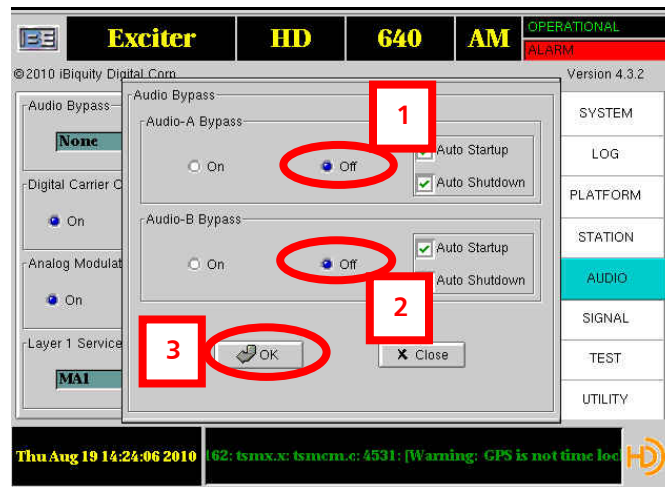 BE Exciter HD 640 AM OPERATIONAL
ALARM
©2010 iBiquity Digital Corp Version 4.3.2
Audio Bypass
None
Digital Carrier C
On
Analog Modulat
On
Layer 1 Service
MA1
Audio Bypass
Audio-A Bypass
1
On
Off
Auto Startup
Auto Shutdown
Audio-B Bypass
On
Off
Auto Startup
Auto Shutdown
2
3
OK
Close
SYSTEM
LOG
PLATFORM
STATION
AUDIO
SIGNAL
TEST
UTILITY
Thu Aug 19 14:24:06 2010
162: tsmx.x: tsmcm.c: 4531: [Warning: GPS is not time loc
HD